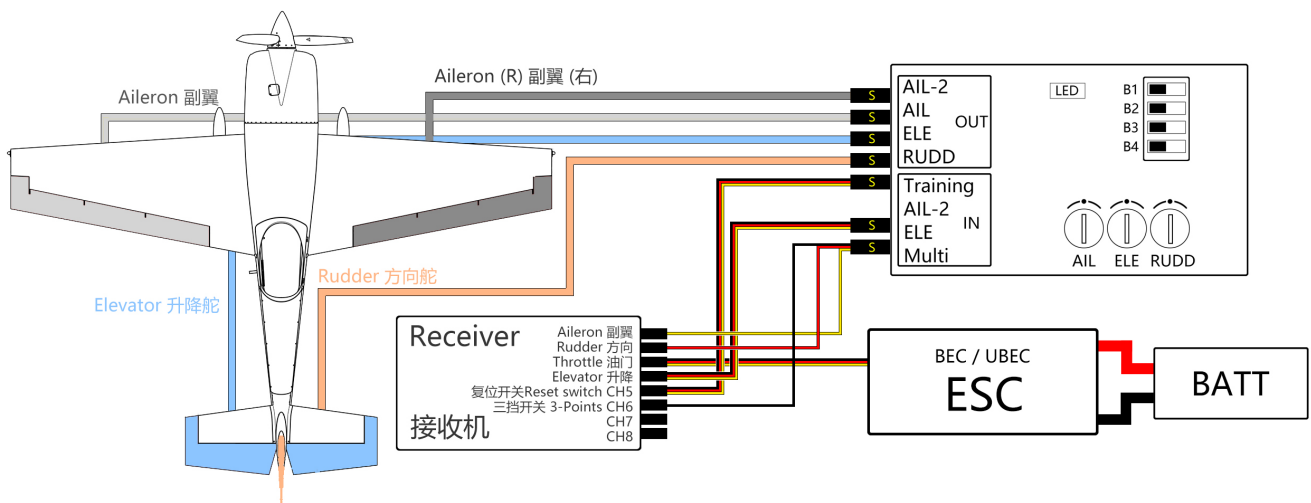 Aileron 副翼
Aileron (R) 副翼 (右)
Elevator 升降舵
Rudder 方向舵
S
S
S
S
S
S
S
AIL-2
AIL
ELE
RUDD
OUT
Training
AIL-2
ELE
Multi
IN
LED
B1
B2
B3
B4
AIL
ELE
RUDD
Receiver
接收机
Aileron 副翼
Rudder 方向
Throttle 油门
Elevator 升降
复位开关Reset switch CH5
三挡开关 3-Points CH6
CH7
CH8
BEC / UBEC
ESC
BATT